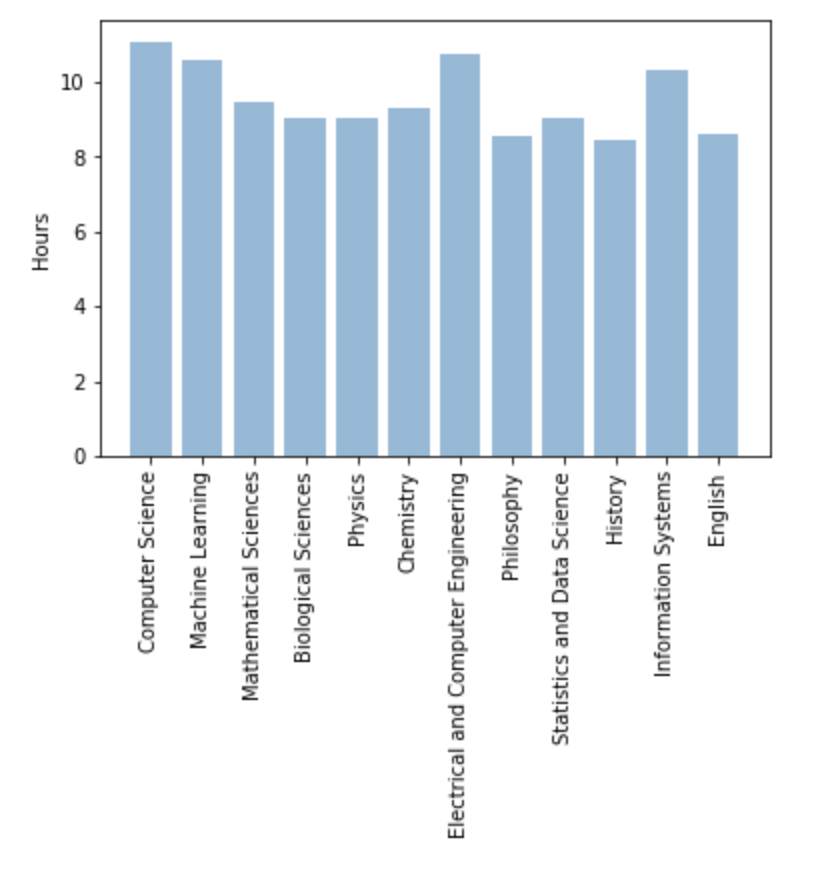 10
8
6
4
2
0
Hours
Computer Science
Machine Learning
Mathematical Sciences
Biological Sciences
Physics
Chemistry
Electrical and Computer Engineering
Philosophy
Statistics and Data Science
History
Information Systems
English